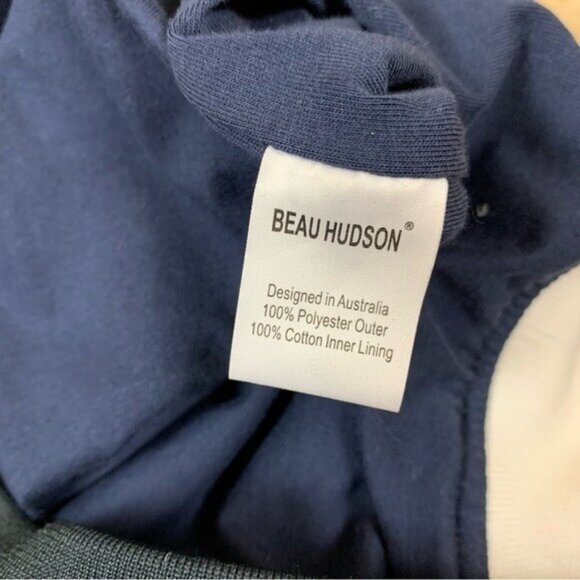 BEAU HUDSON®
Designed in Australia
100% Polyester Outer
100% Cotton Inner Lining